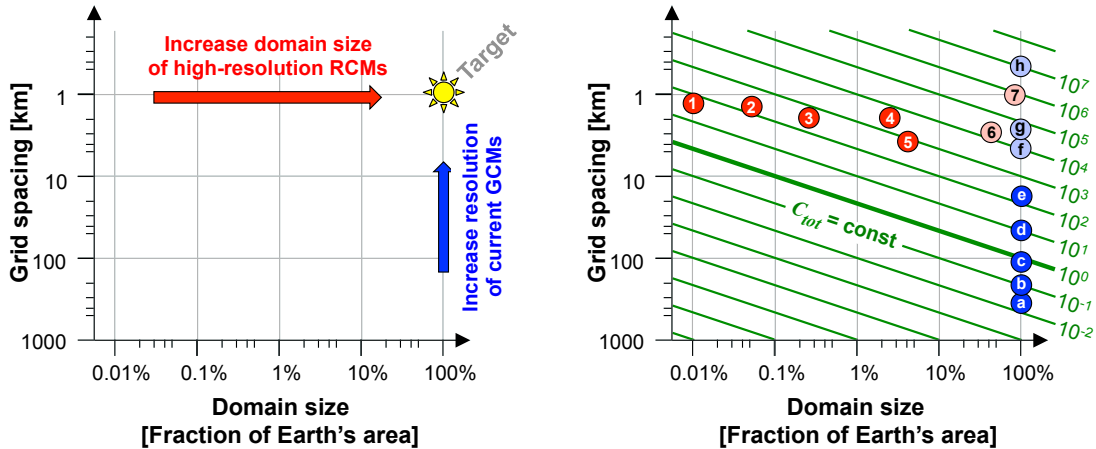 Increase domain size
of high-resolution RCMs
Target
Increase resolution
of current GCMs
Grid spacing [km]
1
10
100
1000
0.01%
0.1%
1%
10%
100%
Domain size
[Fraction of Earth's area]
Grid spacing [km]
1
10
100
1000
1
2
3
4
5
6
7
h
g
f
e
d
c
b
a
C_tot = const
10^7
10^6
10^5
10^4
10^3
10^2
10^1
10^0
10^-1
10^-2
0.01%
0.1%
1%
10%
100%
Domain size
[Fraction of Earth's area]